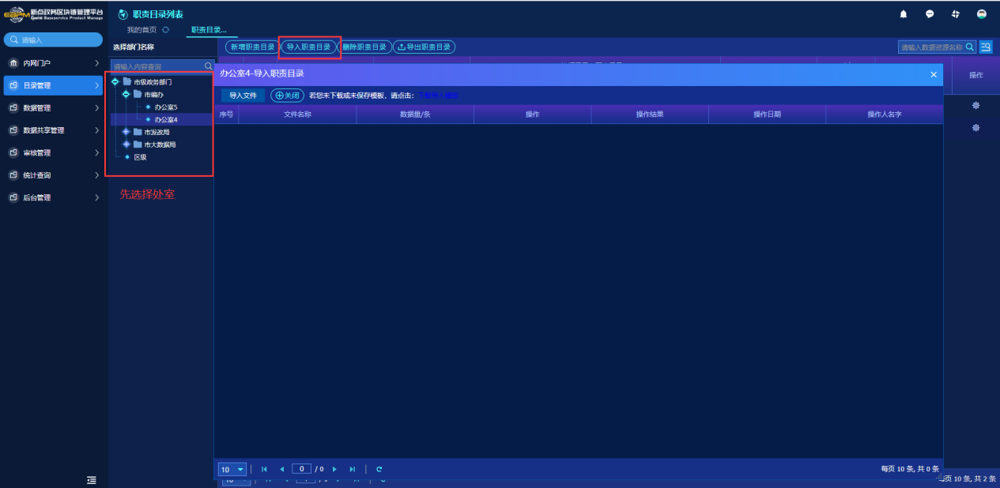 新点政务区块链管理平台
职责目录列表
我的首页
职责目录...
请输入
选择部门名称
新增职责目录
导入职责目录
删除职责目录
导出职责目录
请输入数据资源名称
内网门户
目录管理
数据管理
数据共享管理
审核管理
统计查询
后台管理
请输入内容查询
市级政务部门
市编办
办公室5
办公室4
市发改局
市大数据局
区级
先选择处室
操作
办公室4-导入职责目录
导入文件
关闭
若您未下载或未保存模板,请点击:
下载导入模板
序号
文件名称
数据量/条
操作
操作结果
操作日期
操作人名字
10
0 / 0
每页 10 条, 共 0 条
页 10 条, 共 2 条